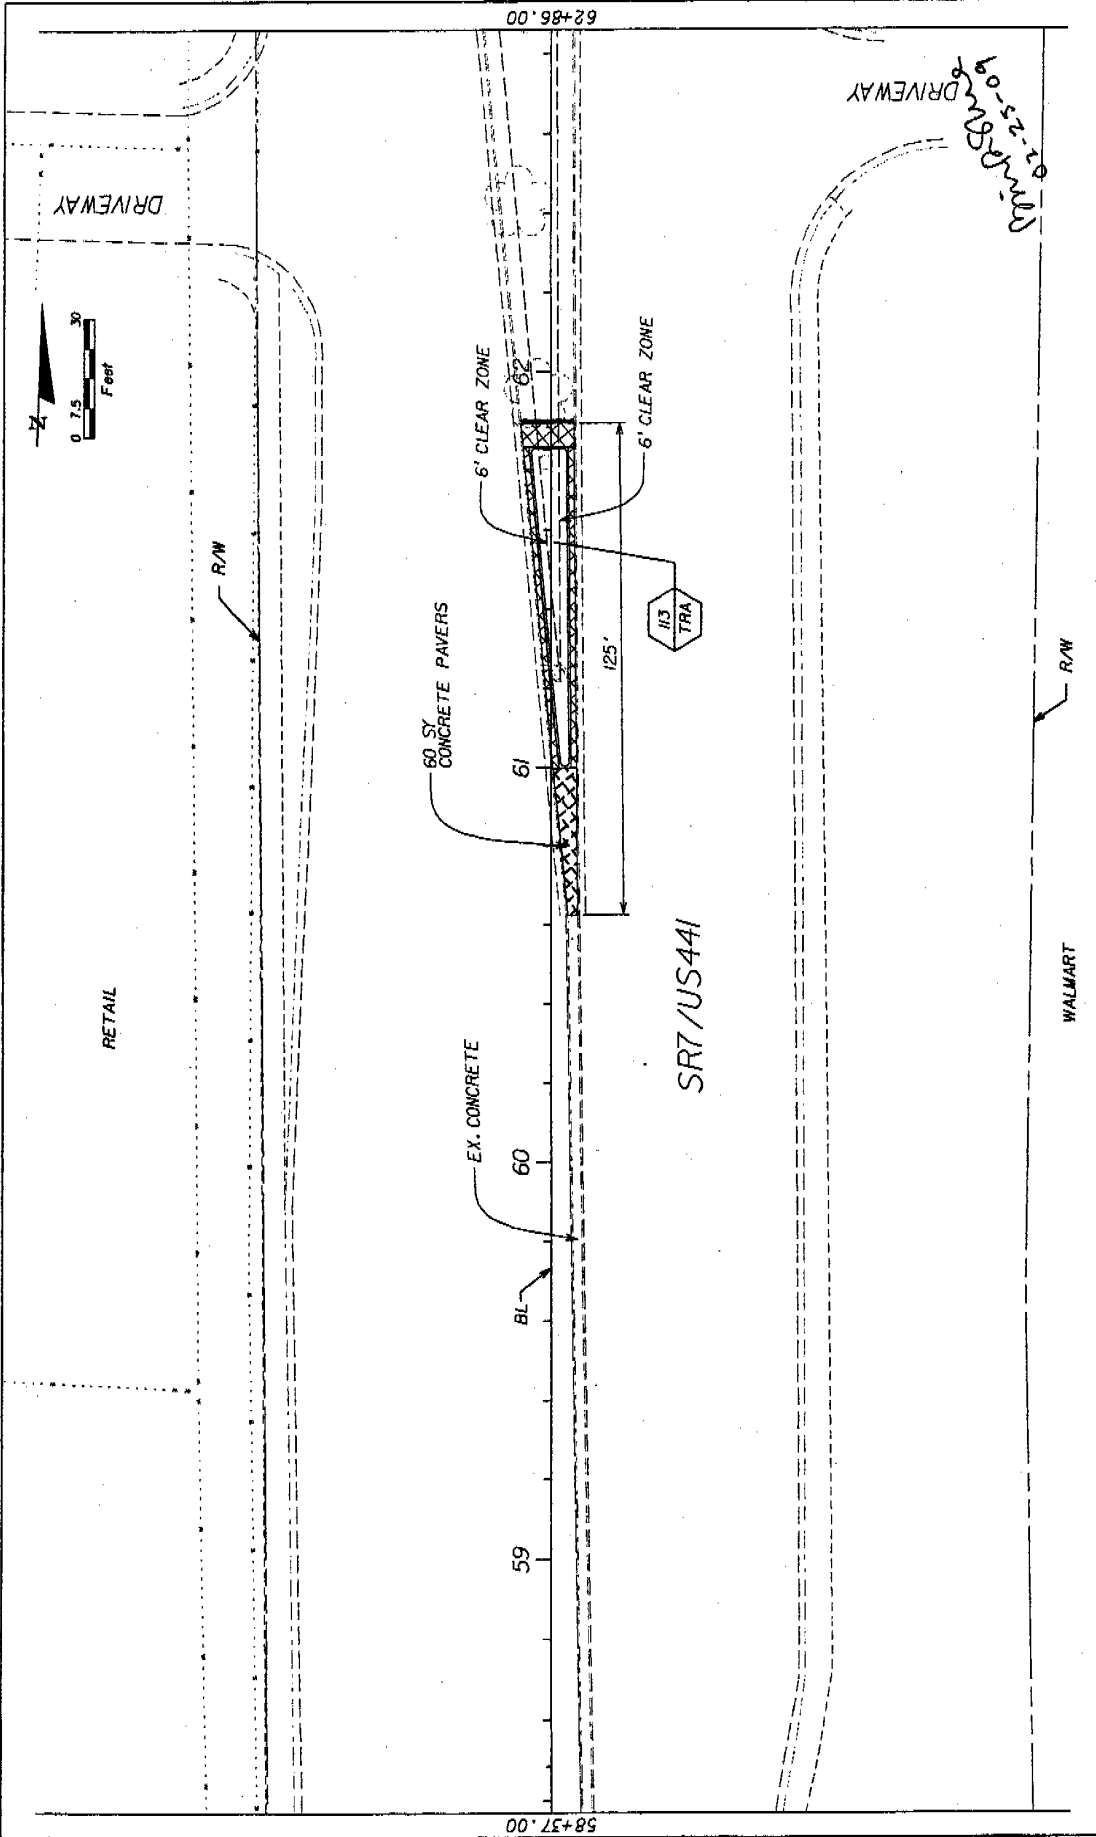 62+86.00
DRIVEWAY
DRIVEWAY
02-25-09
N
0 7.5 30
Feet
R/W
6' CLEAR ZONE
6' CLEAR ZONE
62
113
TRA
125'
60 SY
CONCRETE PAVERS
61
R/W
RETAIL
SR7/US441
WALMART
EX. CONCRETE
60
BL
59
58+37.00